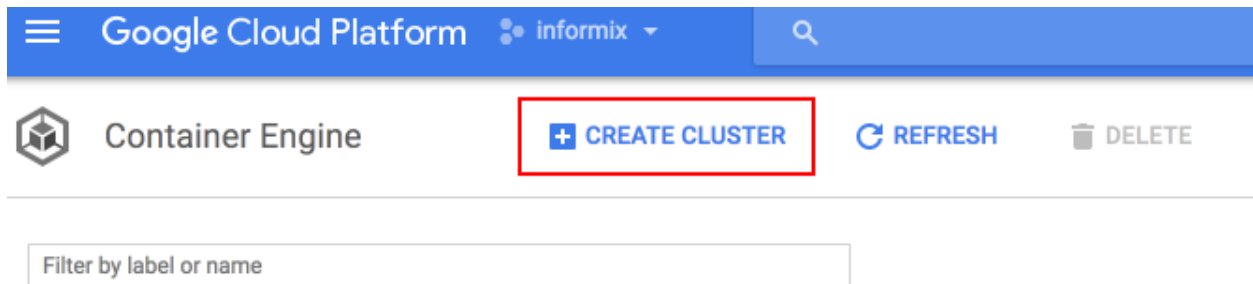 Google Cloud Platform informix
Container Engine CREATE CLUSTER REFRESH DELETE
Filter by label or name